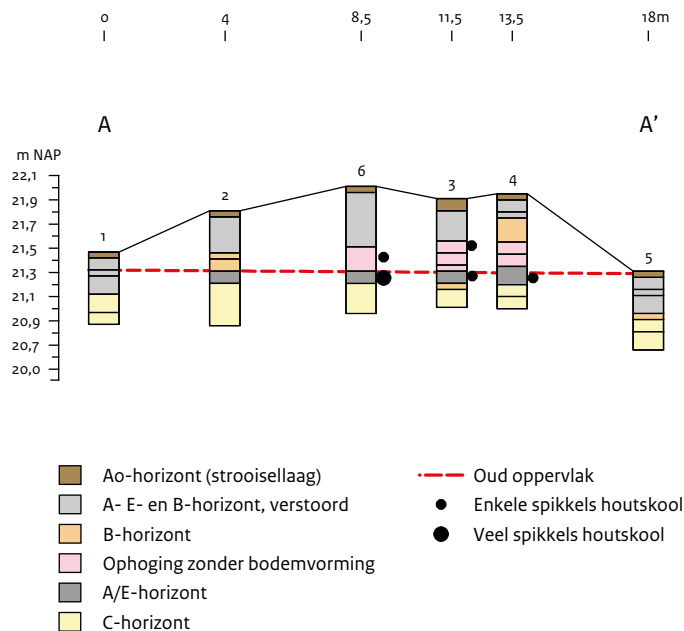 0 4 8,5 11,5 13,5 18m
A A’
m NAP
22,1
21,9
21,7
21,5
21,3
21,1
20,9
20,7
20,0
1 2 6 3 4 5
Ao-horizont (strooisellaag)
A- E- en B-horizont, verstoord
B-horizont
Ophoging zonder bodemvorming
A/E-horizont
C-horizont
Oud oppervlak
Enkele spikkels houtskool
Veel spikkels houtskool